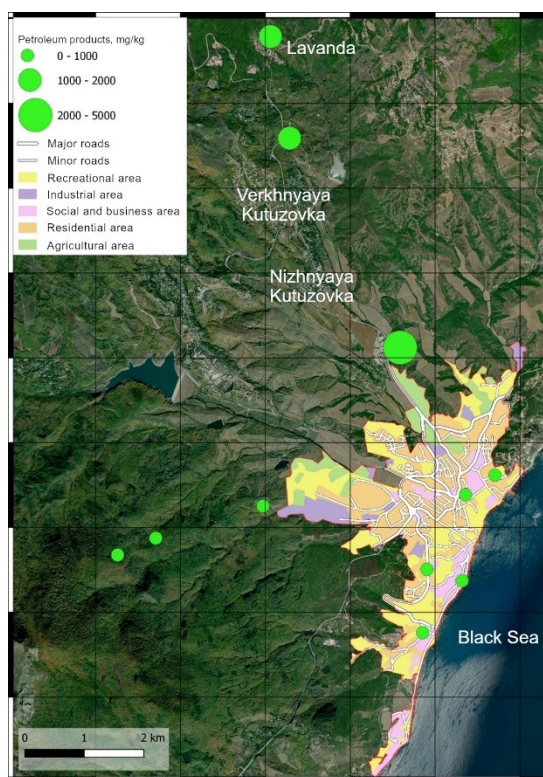 Petroleum products, mg/kg
0 - 1000
1000 - 2000
2000 - 5000
Major roads
Minor roads
Recreational area
Industrial area
Social and business area
Residential area
Agricultural area
Lavanda
Verkhnyaya
Kutuzovka
Nizhnyaya
Kutuzovka
Black Sea
0 1 2 km